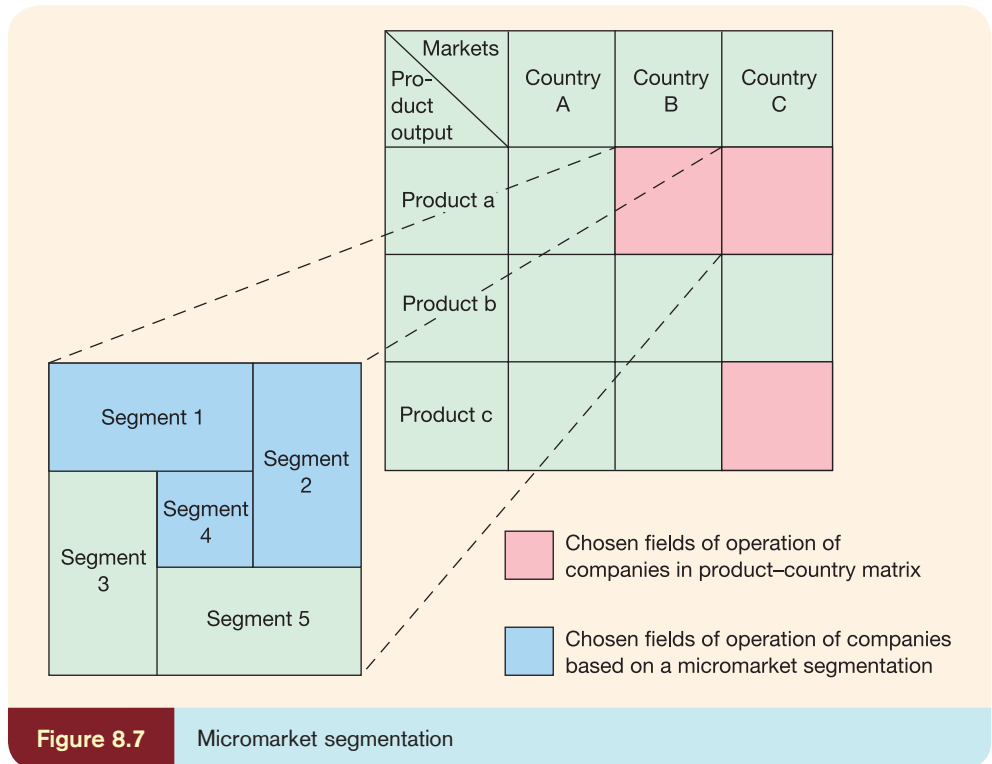 Markets
Pro-
duct
output
Country
A
Country
B
Country
C
Product a
Product b
Product c
Segment 1
Segment
2
Segment
4
Segment
3
Segment 5
Chosen fields of operation of
companies in product–country matrix
Chosen fields of operation of companies
based on a micromarket segmentation
Figure 8.7
Micromarket segmentation